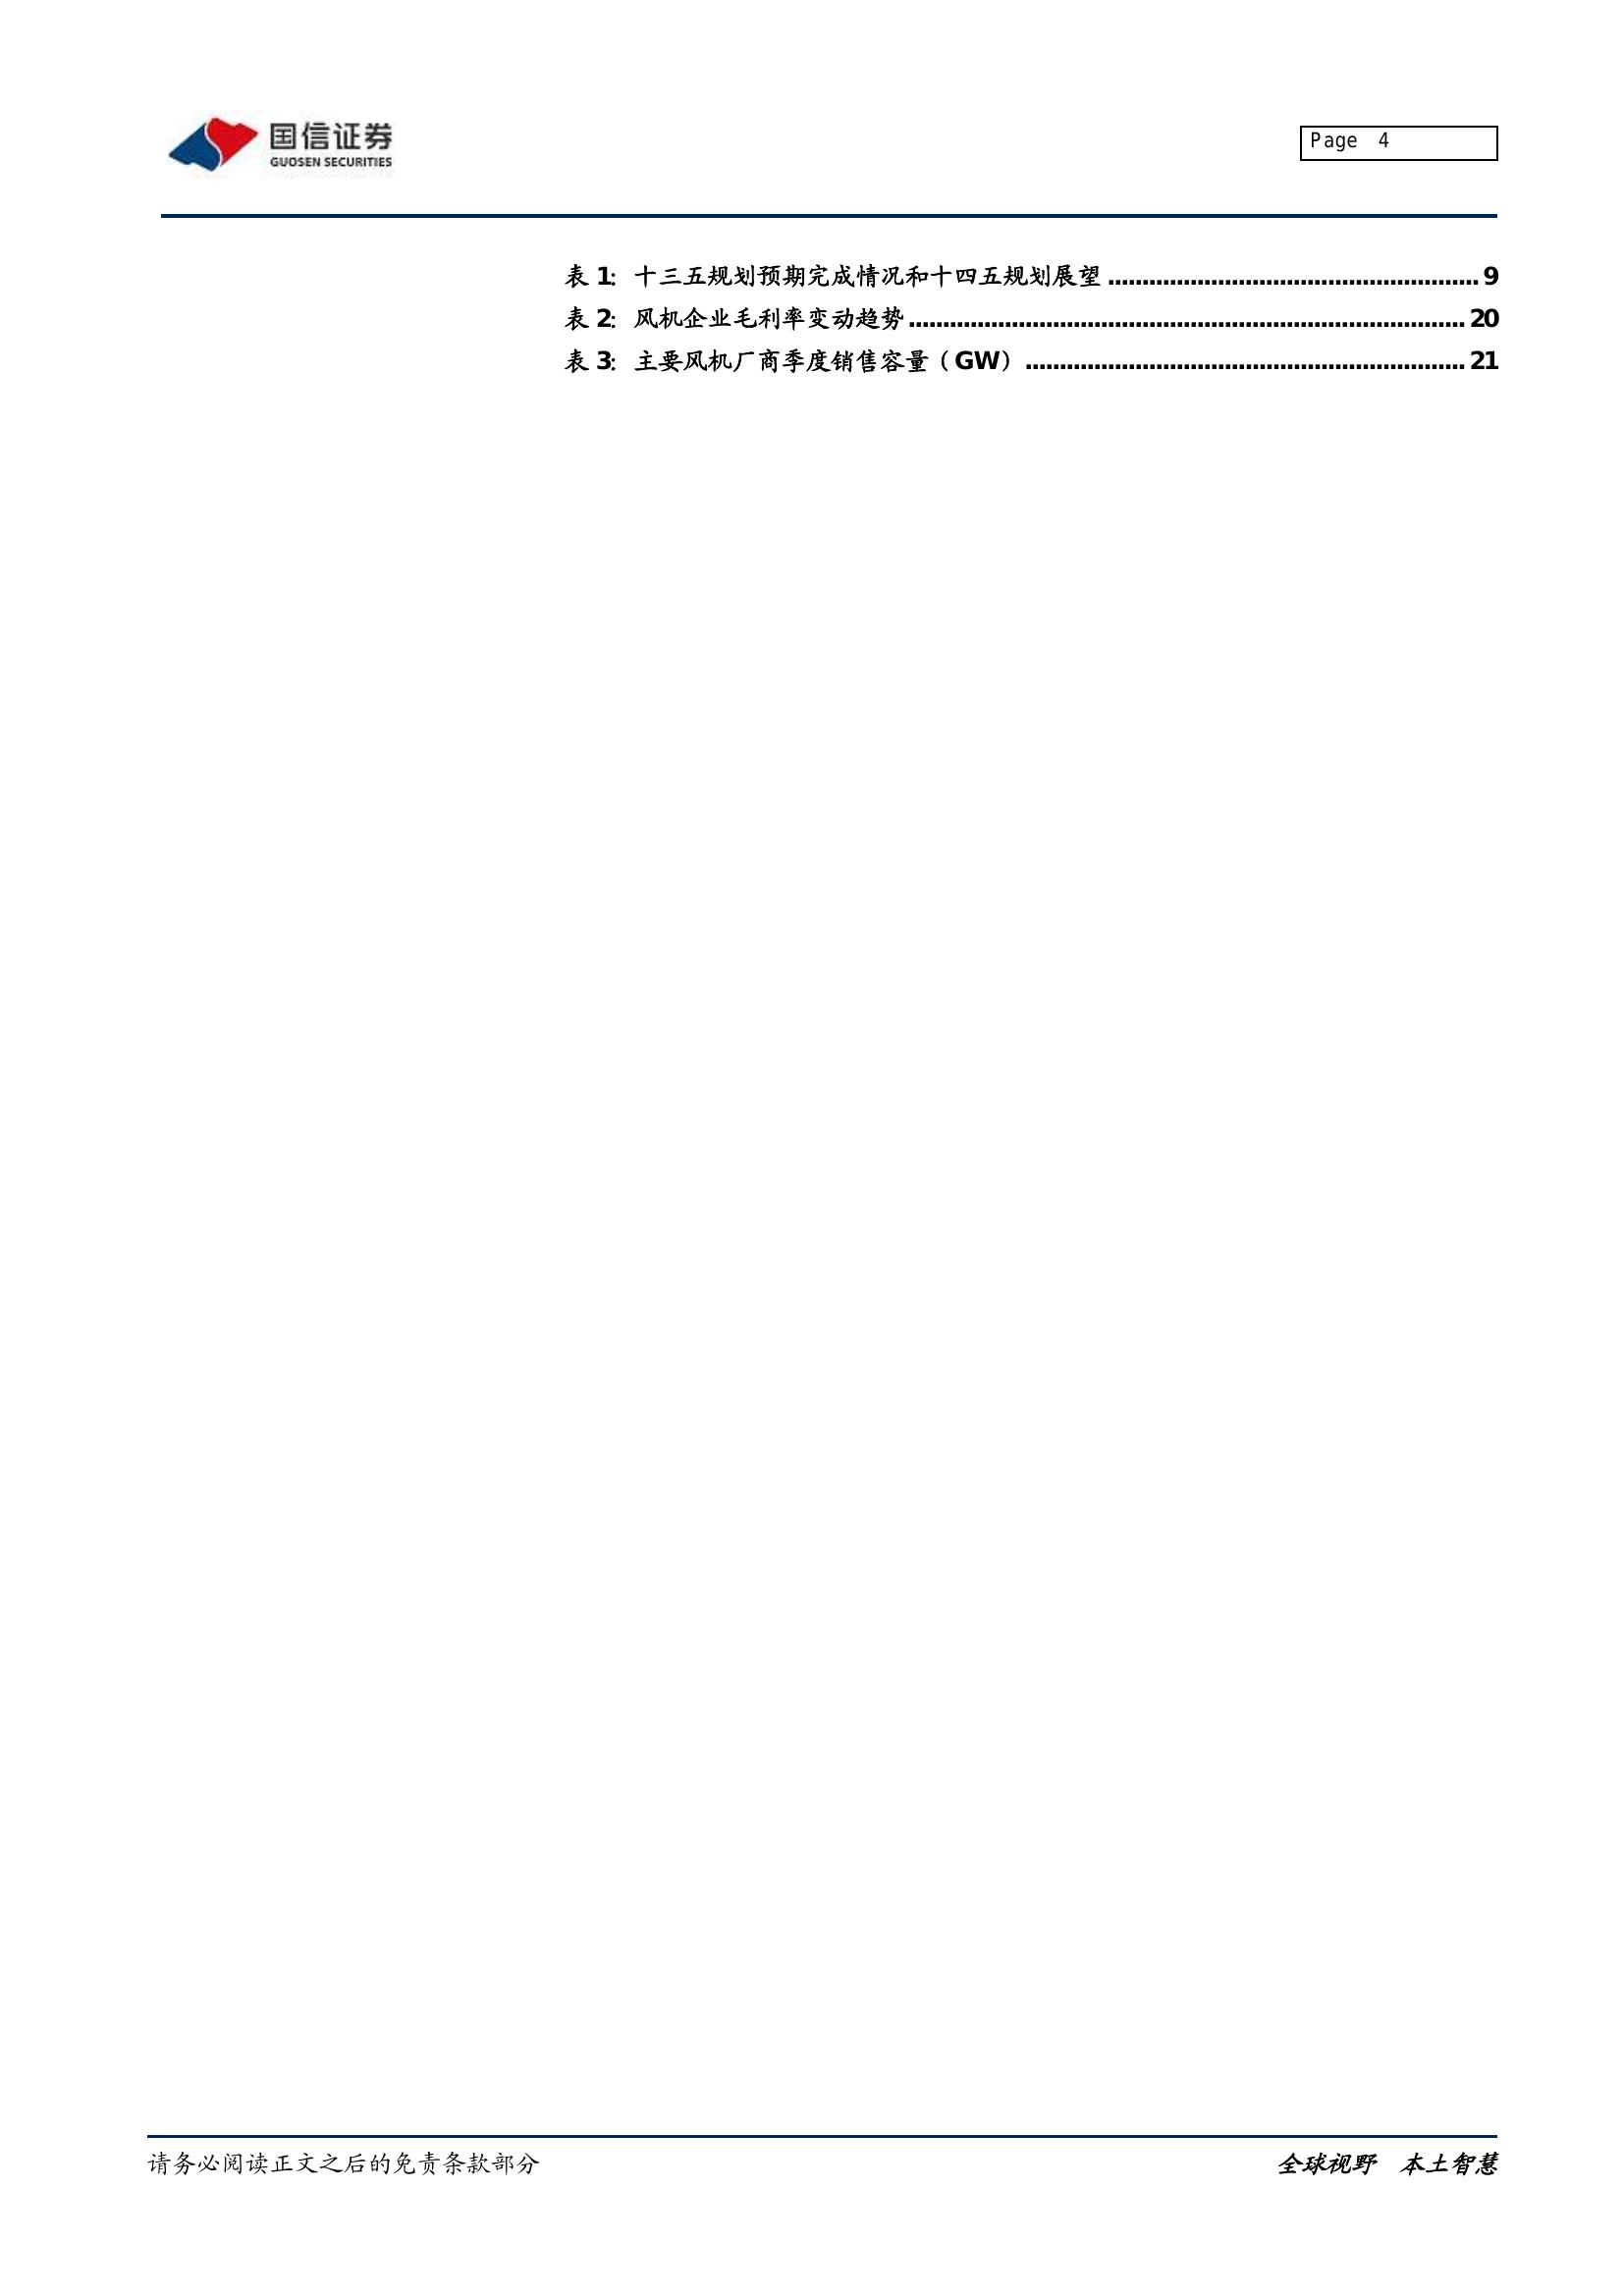 国信证券
GUOSEN SECURITIES
Page 4
表 1: 十三五规划预期完成情况和十四五规划展望 ...................................................... 9
表 2: 风机企业毛利率变动趋势 ................................................................................. 20
表 3: 主要风机厂商季度销售容量（GW） ................................................................ 21
请务必阅读正文之后的免责条款部分
全球视野 本土智慧